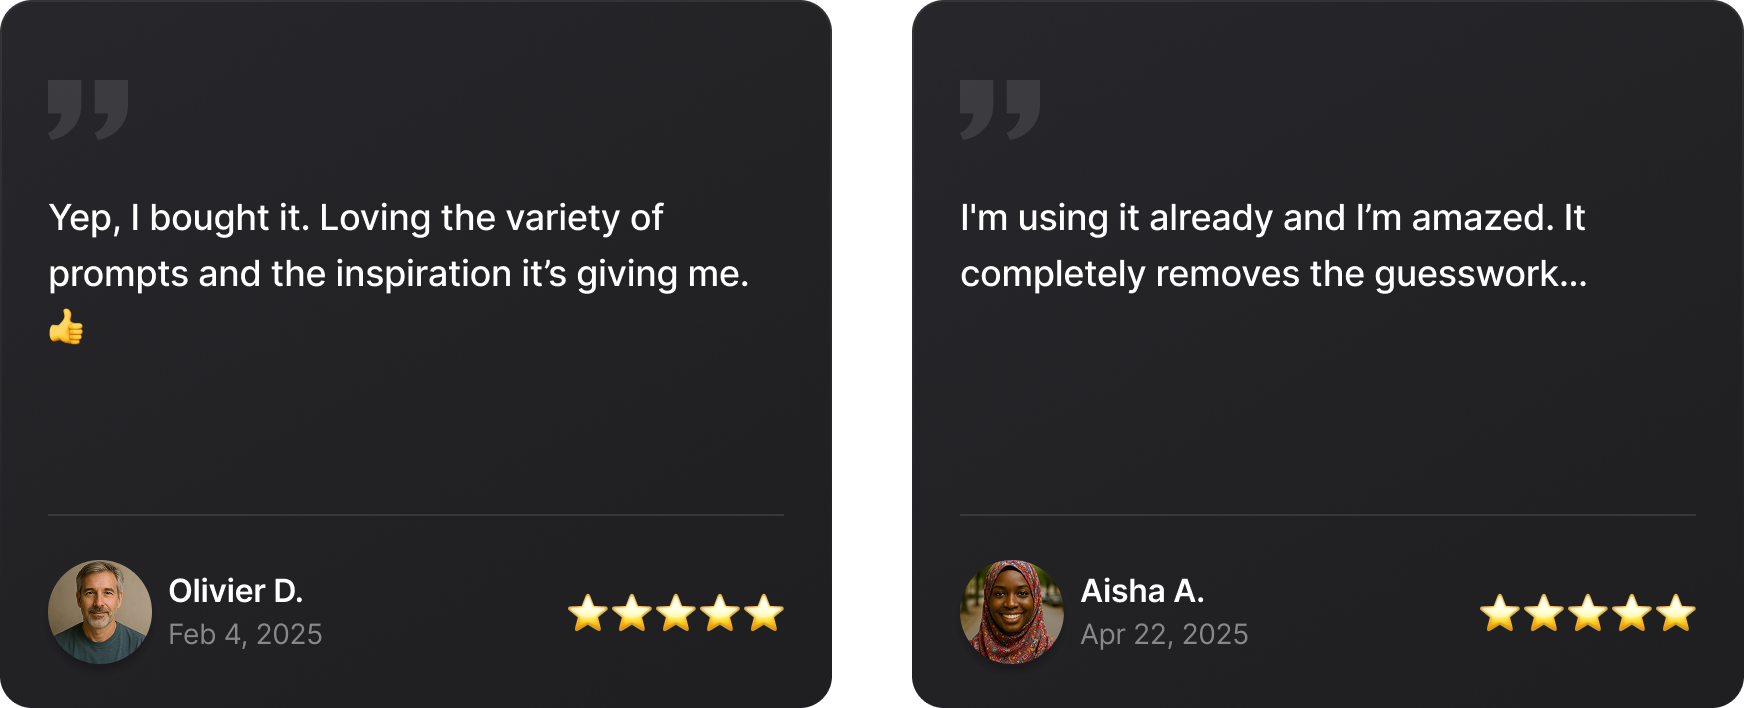 Yep, I bought it. Loving the variety of
prompts and the inspiration it’s giving me.
👍
Olivier D.
Feb 4, 2025
⭐⭐⭐⭐⭐
I'm using it already and I’m amazed. It
completely removes the guesswork...
Aisha A.
Apr 22, 2025
⭐⭐⭐⭐⭐